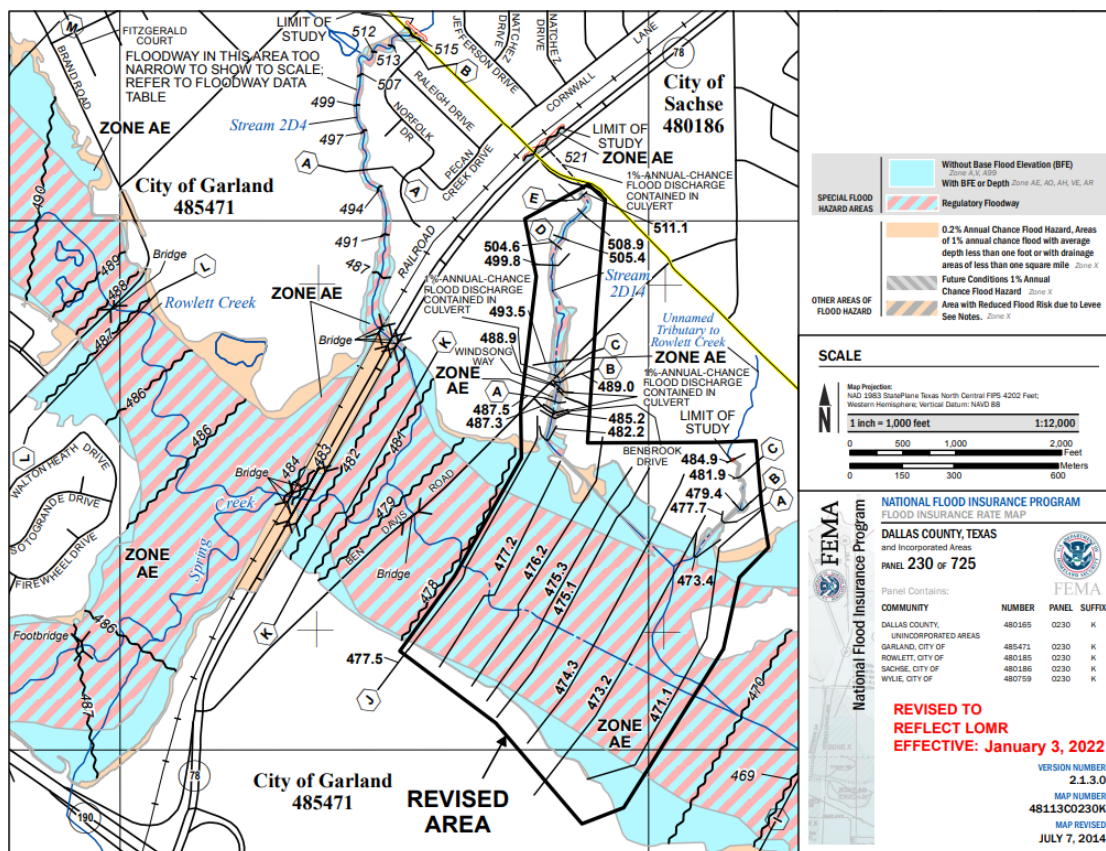 M
FITZGERALD
COURT
BRAND ROAD
LIMIT OF
STUDY
512
513
515
B
FLOODWAY IN THIS AREA TOO
NARROW TO SHOW TO SCALE;
REFER TO FLOODWAY DATA
TABLE
507
499
Stream 2D4
497
A
A
494
491
487
JEFFERSON DRIVE
NATCHEZ
DRIVE
NATCHEZ
DRIVE
RALEIGH DRIVE
NORFOLK
DR
PECAN
CREEK DRIVE
CORNWALL
LANE
78
City of
Sachse
480186
LIMIT OF
STUDY
ZONE AE
521
1%-ANNUAL-CHANCE
FLOOD DISCHARGE
CONTAINED IN
CULVERT
E
511.1
D
504.6
499.8
508.9
505.4
Stream
2D14
ZONE AE
City of Garland
485471
490
489
488
487
Bridge
L
Rowlett Creek
ZONE AE
RAILROAD
1%-ANNUAL-CHANCE
FLOOD DISCHARGE
CONTAINED IN
CULVERT
493.5
488.9
K
WINDSONG
WAY
ZONE
AE
A
487.5
487.3
Unnamed
Tributary to
Rowlett Creek
C
ZONE AE
B
1%-ANNUAL-CHANCE
FLOOD DISCHARGE
CONTAINED IN
CULVERT
489.0
485.2
482.2
BENBROOK
DRIVE
LIMIT OF
STUDY
484.9
481.9
479.4
477.7
C
B
A
473.4
Bridge
486
486
L
WALTON HEATH DRIVE
SOTOGRANDE DRIVE
FIREWHEEL DRIVE
ZONE
AE
Spring
Creek
Bridge
484
483
482
481
479
BEN DAVIS ROAD
Bridge
478
477.2
476.2
475.3
475.1
474.3
473.2
471.1
470
469
ZONE
AE
Footbridge
486
487
K
477.5
J
I
78
190
City of Garland
485471
REVISED
AREA
SPECIAL FLOOD
HAZARD AREAS
Without Base Flood Elevation (BFE)
Zone A,V, A99
With BFE or Depth Zone AE, AO, AH, VE, AR
Regulatory Floodway
OTHER AREAS OF
FLOOD HAZARD
0.2% Annual Chance Flood Hazard, Areas
of 1% annual chance flood with average
depth less than one foot or with drainage
areas of less than one square mile Zone X
Future Conditions 1% Annual
Chance Flood Hazard Zone X
Area with Reduced Flood Risk due to Levee
See Notes. Zone X
SCALE
N
Map Projection:
NAD 1983 StatePlane Texas North Central FIPS 4202 Feet;
Western Hemisphere; Vertical Datum: NAVD 88
1 inch = 1,000 feet 1:12,000
0 500 1,000 2,000
Feet
Meters
0 150 300 600
National Flood Insurance Program
FEMA
NATIONAL FLOOD INSURANCE PROGRAM
FLOOD INSURANCE RATE MAP
DALLAS COUNTY, TEXAS
and Incorporated Areas
PANEL 230 OF 725
FEMA
Panel Contains:
COMMUNITY NUMBER PANEL SUFFIX
DALLAS COUNTY, 480165 0230 K
UNINCORPORATED AREAS
GARLAND, CITY OF 485471 0230 K
ROWLETT, CITY OF 480185 0230 K
SACHSE, CITY OF 480186 0230 K
WYLIE, CITY OF 480759 0230 K
REVISED TO
REFLECT LOMR
EFFECTIVE: January 3, 2022
VERSION NUMBER
2.1.3.0
MAP NUMBER
48113C0230K
MAP REVISED
JULY 7, 2014